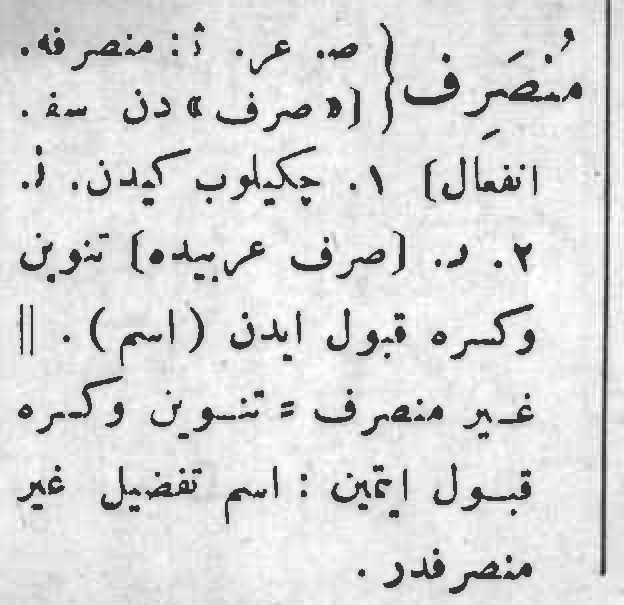 مُنْصَرِف { ص. عر. ث : منصرفه.
[« صرف » دن سف.
انفعال] ١. چكيلوب كيدن. ز.
٢. د. [صرف عربيده] تنوين
وكسره قبول ايدن (اسم). ||
غير منصرف = تنوين وكسره
قبول ايتمين : اسم تفضيل غير
منصرفدر.